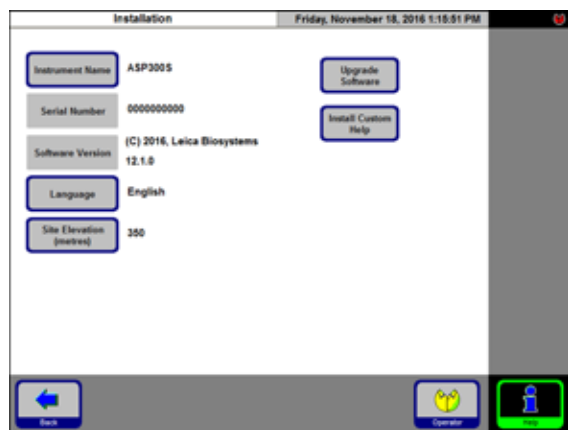 Installation
Friday, November 18, 2016 1:15:51 PM
Instrument Name
ASP300S
Serial Number
0000000000
Software Version
(C) 2016, Leica Biosystems
12.1.0
Language
English
Site Elevation
(metres)
350
Upgrade
Software
Install Custom
Help
Back
Operator
Help